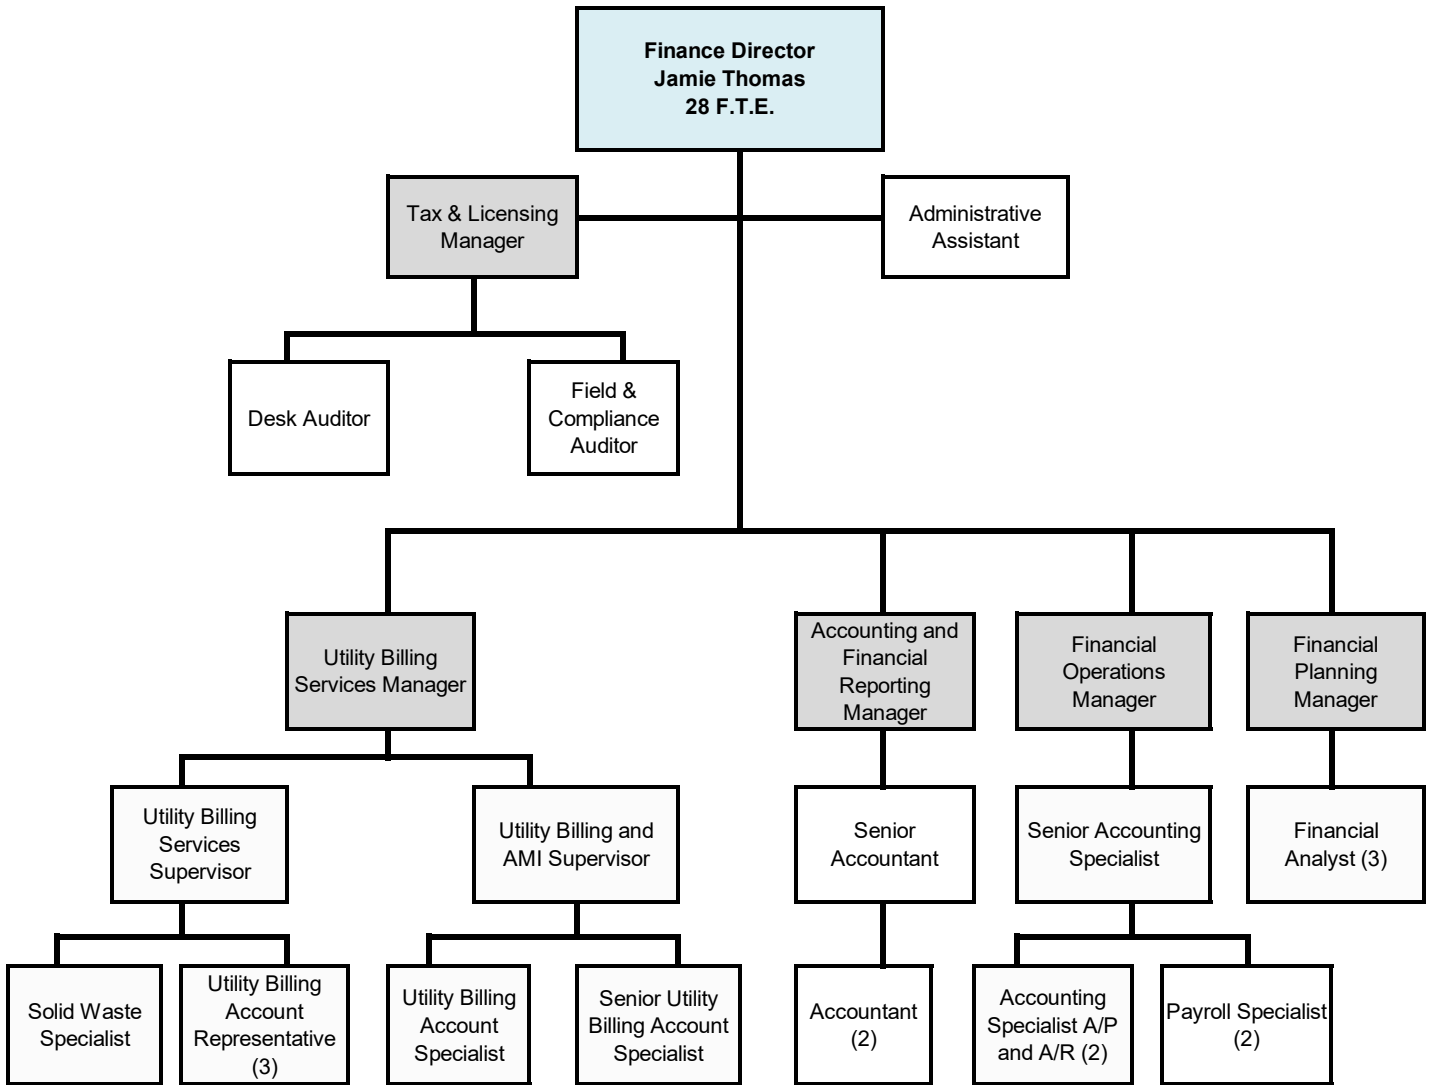 Finance Director
Jamie Thomas
28 F.T.E.
Tax & Licensing
Manager
Administrative
Assistant
Desk Auditor
Field &
Compliance
Auditor
Utility Billing
Services Manager
Accounting and
Financial
Reporting
Manager
Financial
Operations
Manager
Financial
Planning
Manager
Utility Billing
Services
Supervisor
Utility Billing and
AMI Supervisor
Senior
Accountant
Senior Accounting
Specialist
Financial
Analyst (3)
Solid Waste
Specialist
Utility Billing
Account
Representative
(3)
Utility Billing
Account
Specialist
Senior Utility
Billing Account
Specialist
Accountant
(2)
Accounting
Specialist A/P
and A/R (2)
Payroll Specialist
(2)